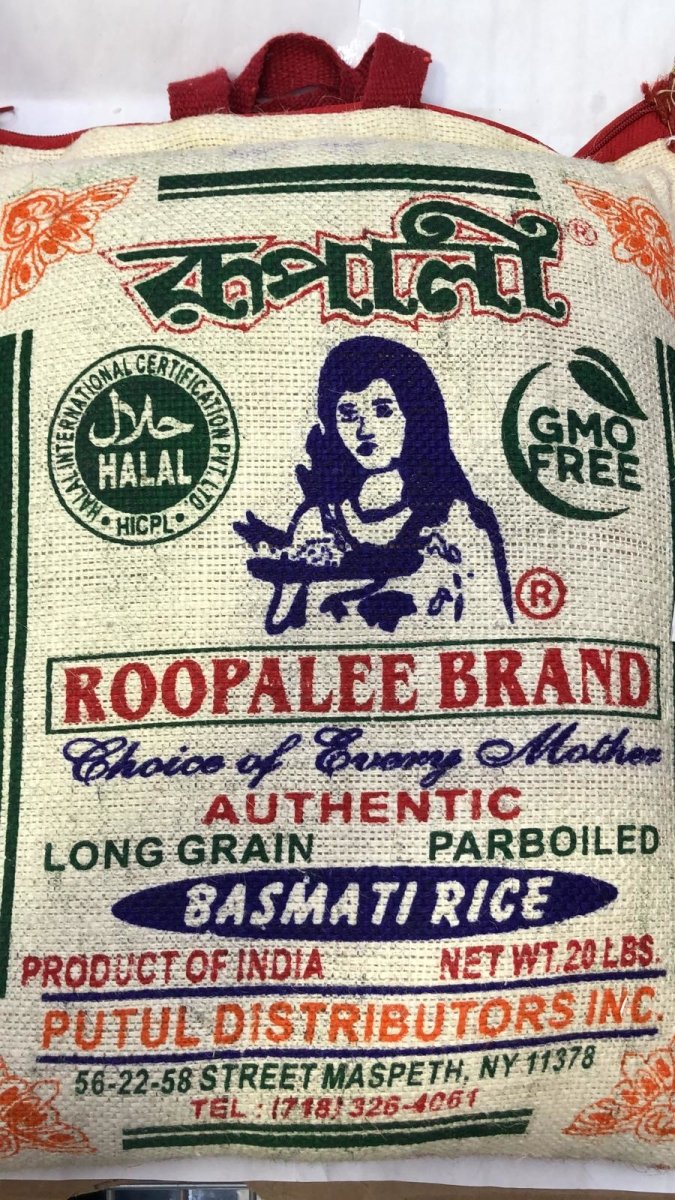 রূপালী®
HALAL INTERNATIONAL CERTIFICATION PVT LTD
حلال
HALAL
• HICPL •
GMO
FREE
®
ROOPALEE BRAND
Choice of Every Mother
AUTHENTIC
LONG GRAIN PARBOILED
BASMATI RICE
PRODUCT OF INDIA NET WT.20 LBS.
PUTUL DISTRIBUTORS INC.
56-22-58 STREET MASPETH, NY 11378
TEL : (718) 326-4061